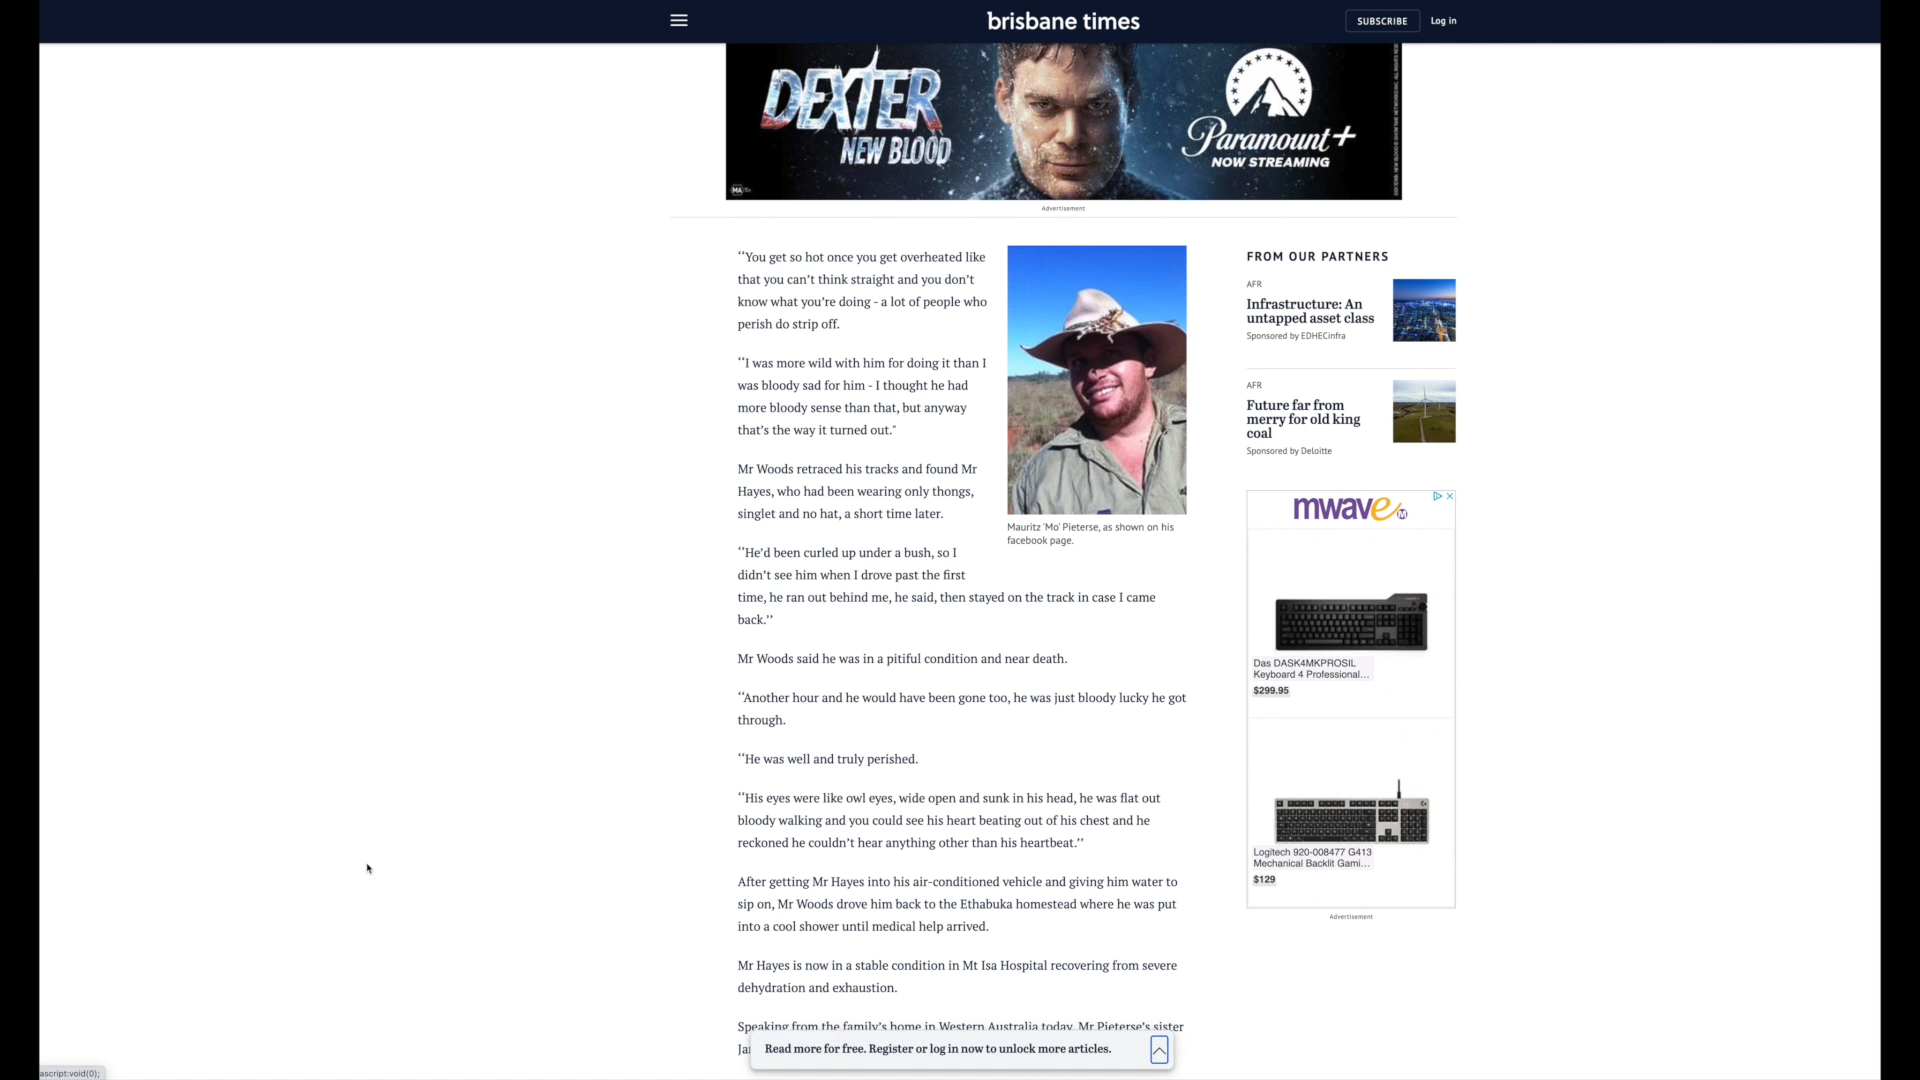 brisbane times
SUBSCRIBE
Log in
DEXTER
NEW BLOOD
Paramount+
NOW STREAMING
MA 15+
Advertisement
‘‘You get so hot once you get overheated like
that you can’t think straight and you don’t
know what you’re doing - a lot of people who
perish do strip off.
‘‘I was more wild with him for doing it than I
was bloody sad for him - I thought he had
more bloody sense than that, but anyway
that’s the way it turned out."
Mr Woods retraced his tracks and found Mr
Hayes, who had been wearing only thongs,
singlet and no hat, a short time later.
‘‘He’d been curled up under a bush, so I
didn’t see him when I drove past the first
time, he ran out behind me, he said, then stayed on the track in case I came
back.’’
Mr Woods said he was in a pitiful condition and near death.
‘‘Another hour and he would have been gone too, he was just bloody lucky he got
through.
‘‘He was well and truly perished.
‘‘His eyes were like owl eyes, wide open and sunk in his head, he was flat out
bloody walking and you could see his heart beating out of his chest and he
reckoned he couldn’t hear anything other than his heartbeat.’’
After getting Mr Hayes into his air-conditioned vehicle and giving him water to
sip on, Mr Woods drove him back to the Ethabuka homestead where he was put
into a cool shower until medical help arrived.
Mr Hayes is now in a stable condition in Mt Isa Hospital recovering from severe
dehydration and exhaustion.
Speaking from the family’s home in Western Australia today, Mr Pieterse’s sister
Mauritz 'Mo' Pieterse, as shown on his
facebook page.
FROM OUR PARTNERS
AFR
Infrastructure: An
untapped asset class
Sponsored by EDHECinfra
AFR
Future far from
merry for old king
coal
Sponsored by Deloitte
mwave
Das DASK4MKPROSIL
Keyboard 4 Professional...
$299.95
Logitech 920-008477 G413
Mechanical Backlit Gami...
$129
Advertisement
Read more for free. Register or log in now to unlock more articles.
ascript:void(0);